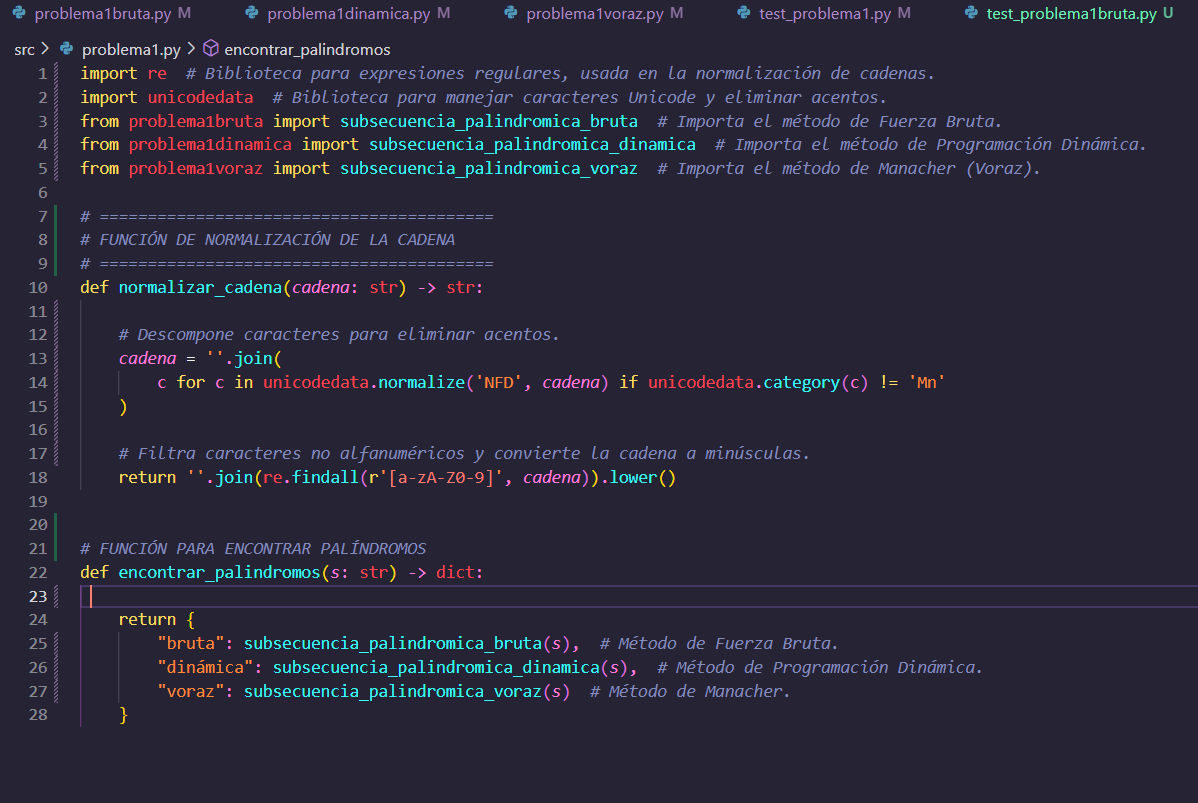 problema1bruta.py M problema1dinamica.py M problema1voraz.py M test_problema1.py M test_problema1bruta.py U
src > problema1.py > encontrar_palindromos
1 import re  # Biblioteca para expresiones regulares, usada en la normalización de cadenas.
2 import unicodedata  # Biblioteca para manejar caracteres Unicode y eliminar acentos.
3 from problema1bruta import subsecuencia_palindromica_bruta  # Importa el método de Fuerza Bruta.
4 from problema1dinamica import subsecuencia_palindromica_dinamica  # Importa el método de Programación Dinámica.
5 from problema1voraz import subsecuencia_palindromica_voraz  # Importa el método de Manacher (Voraz).
6
7 # =========================================
8 # FUNCIÓN DE NORMALIZACIÓN DE LA CADENA
9 # =========================================
10 def normalizar_cadena(cadena: str) -> str:
11
12     # Descompone caracteres para eliminar acentos.
13     cadena = ''.join(
14         c for c in unicodedata.normalize('NFD', cadena) if unicodedata.category(c) != 'Mn'
15     )
16
17     # Filtra caracteres no alfanuméricos y convierte la cadena a minúsculas.
18     return ''.join(re.findall(r'[a-zA-Z0-9]', cadena)).lower()
19
20
21 # FUNCIÓN PARA ENCONTRAR PALÍNDROMOS
22 def encontrar_palindromos(s: str) -> dict:
23
24     return {
25         "bruta": subsecuencia_palindromica_bruta(s),  # Método de Fuerza Bruta.
26         "dinámica": subsecuencia_palindromica_dinamica(s),  # Método de Programación Dinámica.
27         "voraz": subsecuencia_palindromica_voraz(s)  # Método de Manacher.
28     }